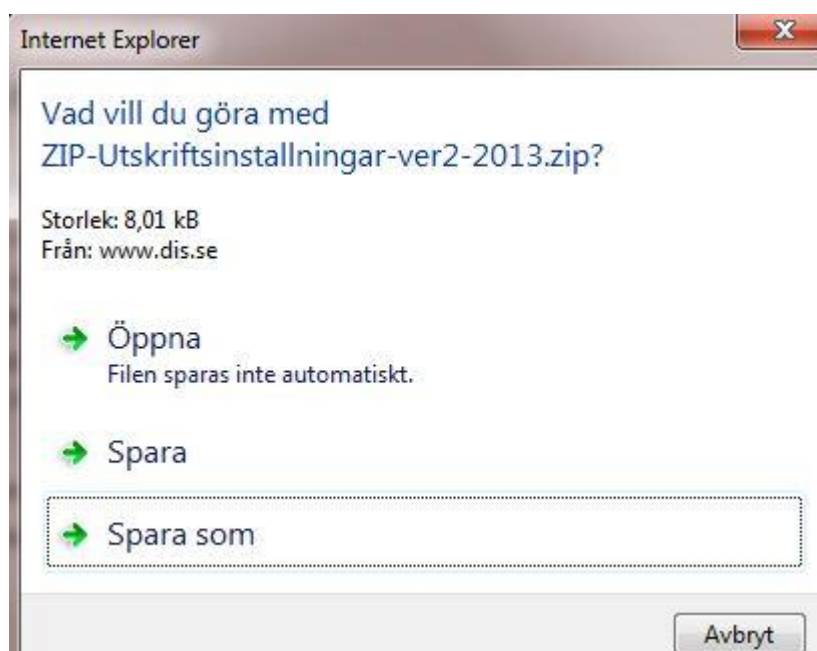 Internet Explorer
Vad vill du göra med
ZIP-Utskriftsinstallningar-ver2-2013.zip?
Storlek: 8,01 kB
Från: www.dis.se
Öppna
Filen sparas inte automatiskt.
Spara
Spara som
Avbryt